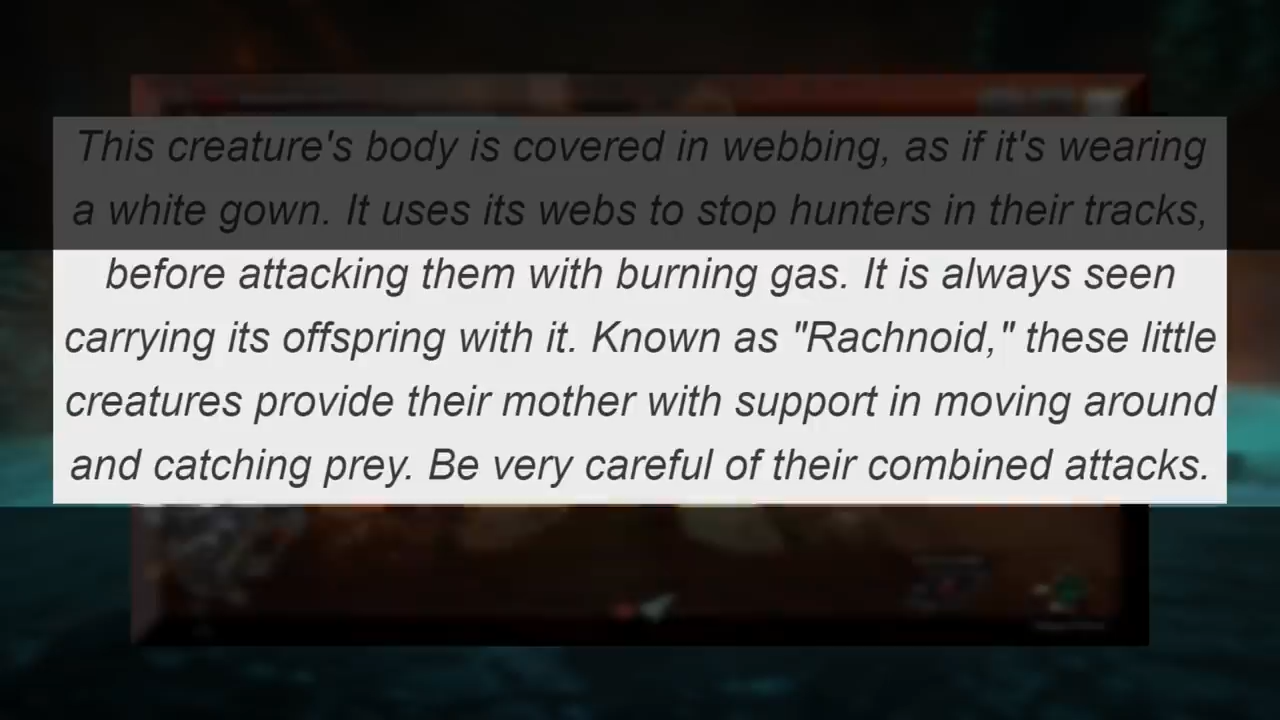 This creature's body is covered in webbing, as if it's wearing
a white gown. It uses its webs to stop hunters in their tracks,
before attacking them with burning gas. It is always seen
carrying its offspring with it. Known as "Rachnoid," these little
creatures provide their mother with support in moving around
and catching prey. Be very careful of their combined attacks.